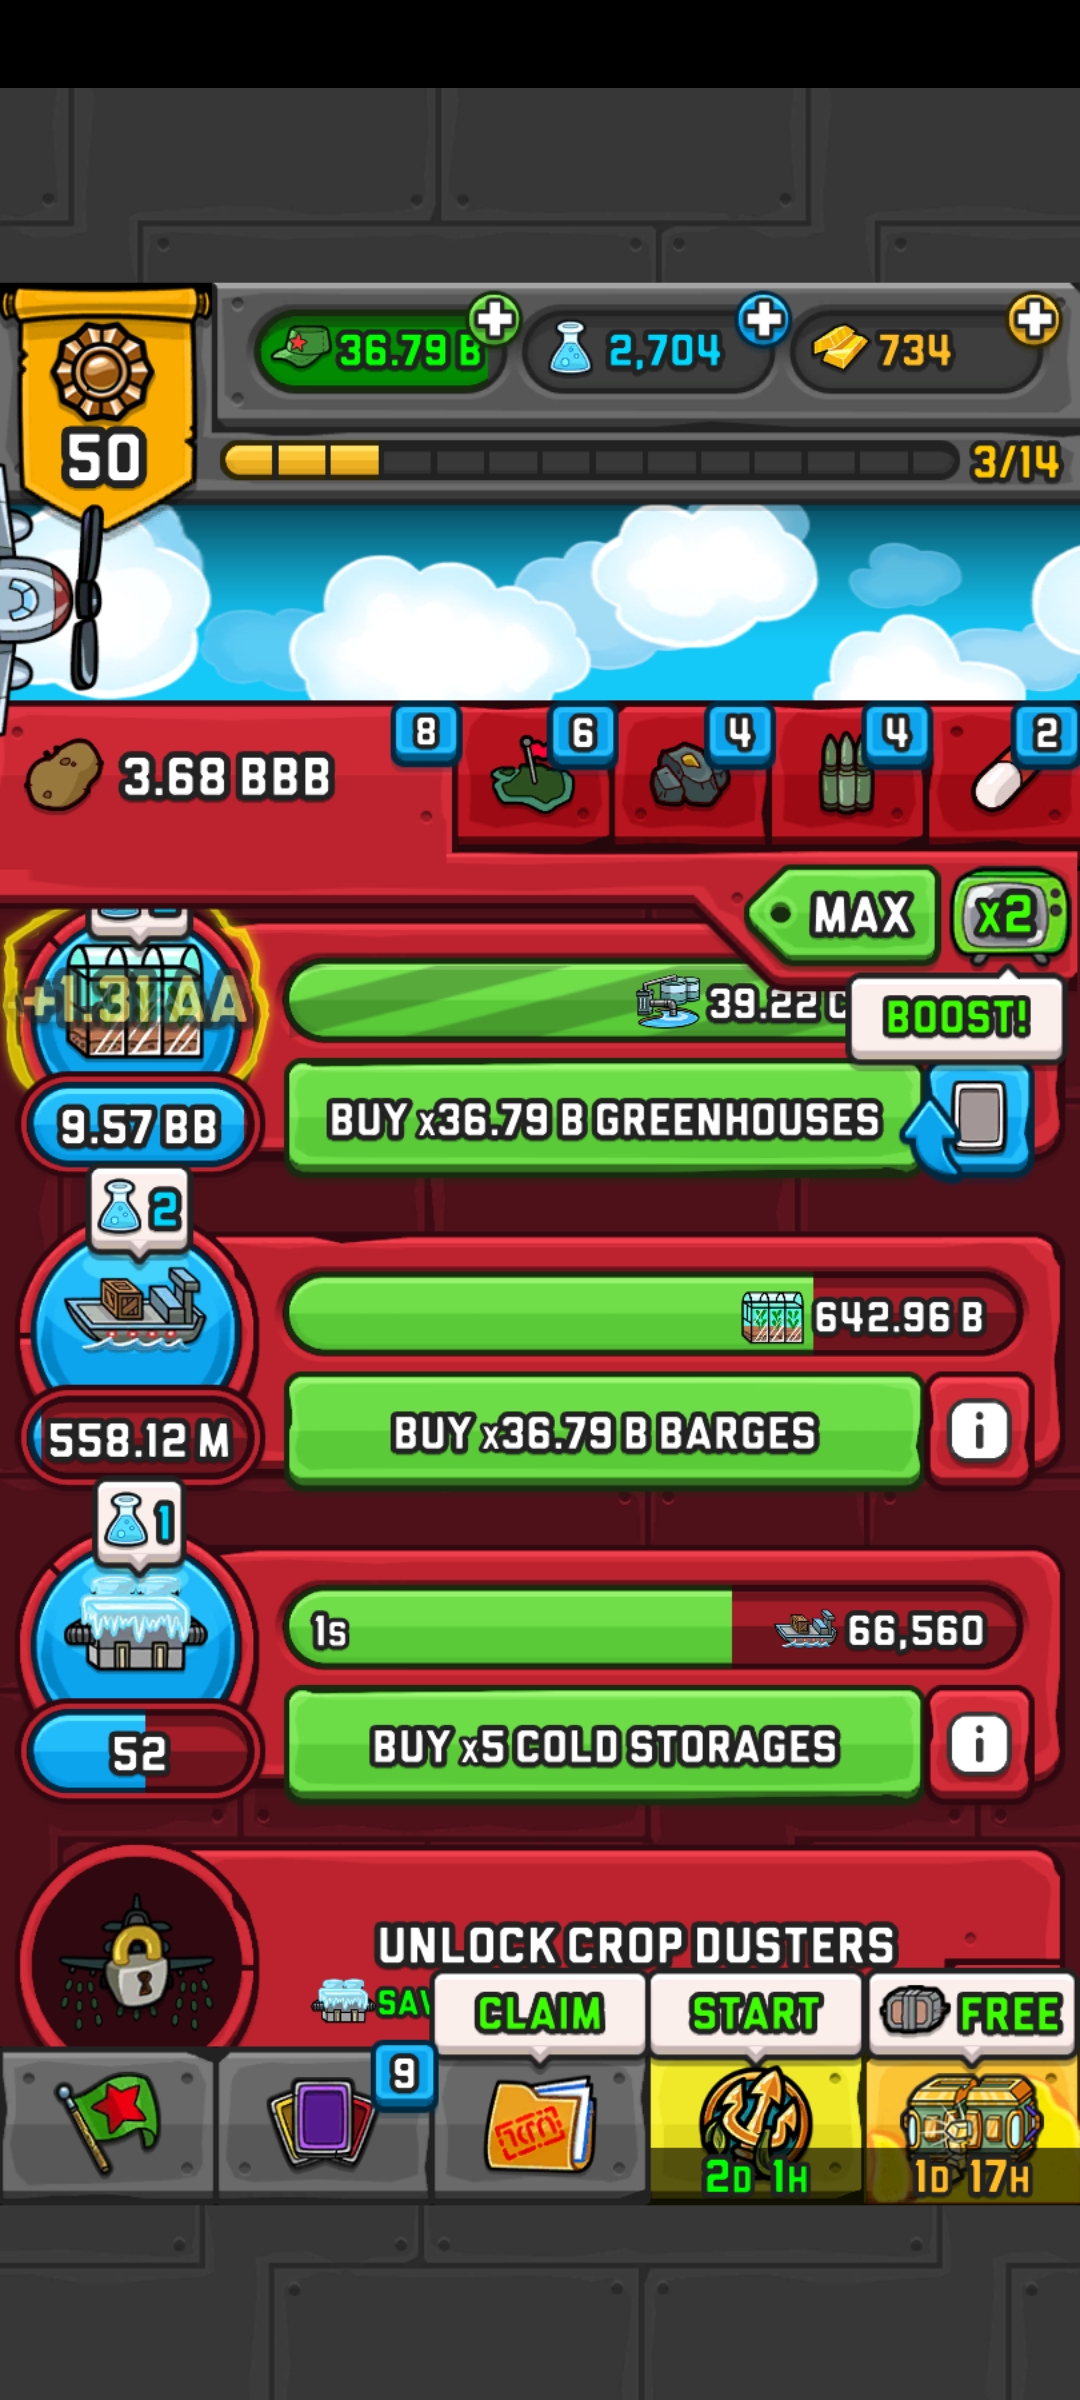 36.79 B
2,704
734
50
3/14
3.68 BBB
8
6
4
4
2
MAX
x2
BOOST!
+1.31 AA
39.22
BUY x36.79 B GREENHOUSES
9.57 BB
2
642.96 B
BUY x36.79 B BARGES
558.12 M
1
1s
66,560
BUY x5 COLD STORAGES
52
UNLOCK CROP DUSTERS
CLAIM
START
FREE
9
2D 1H
1D 17H